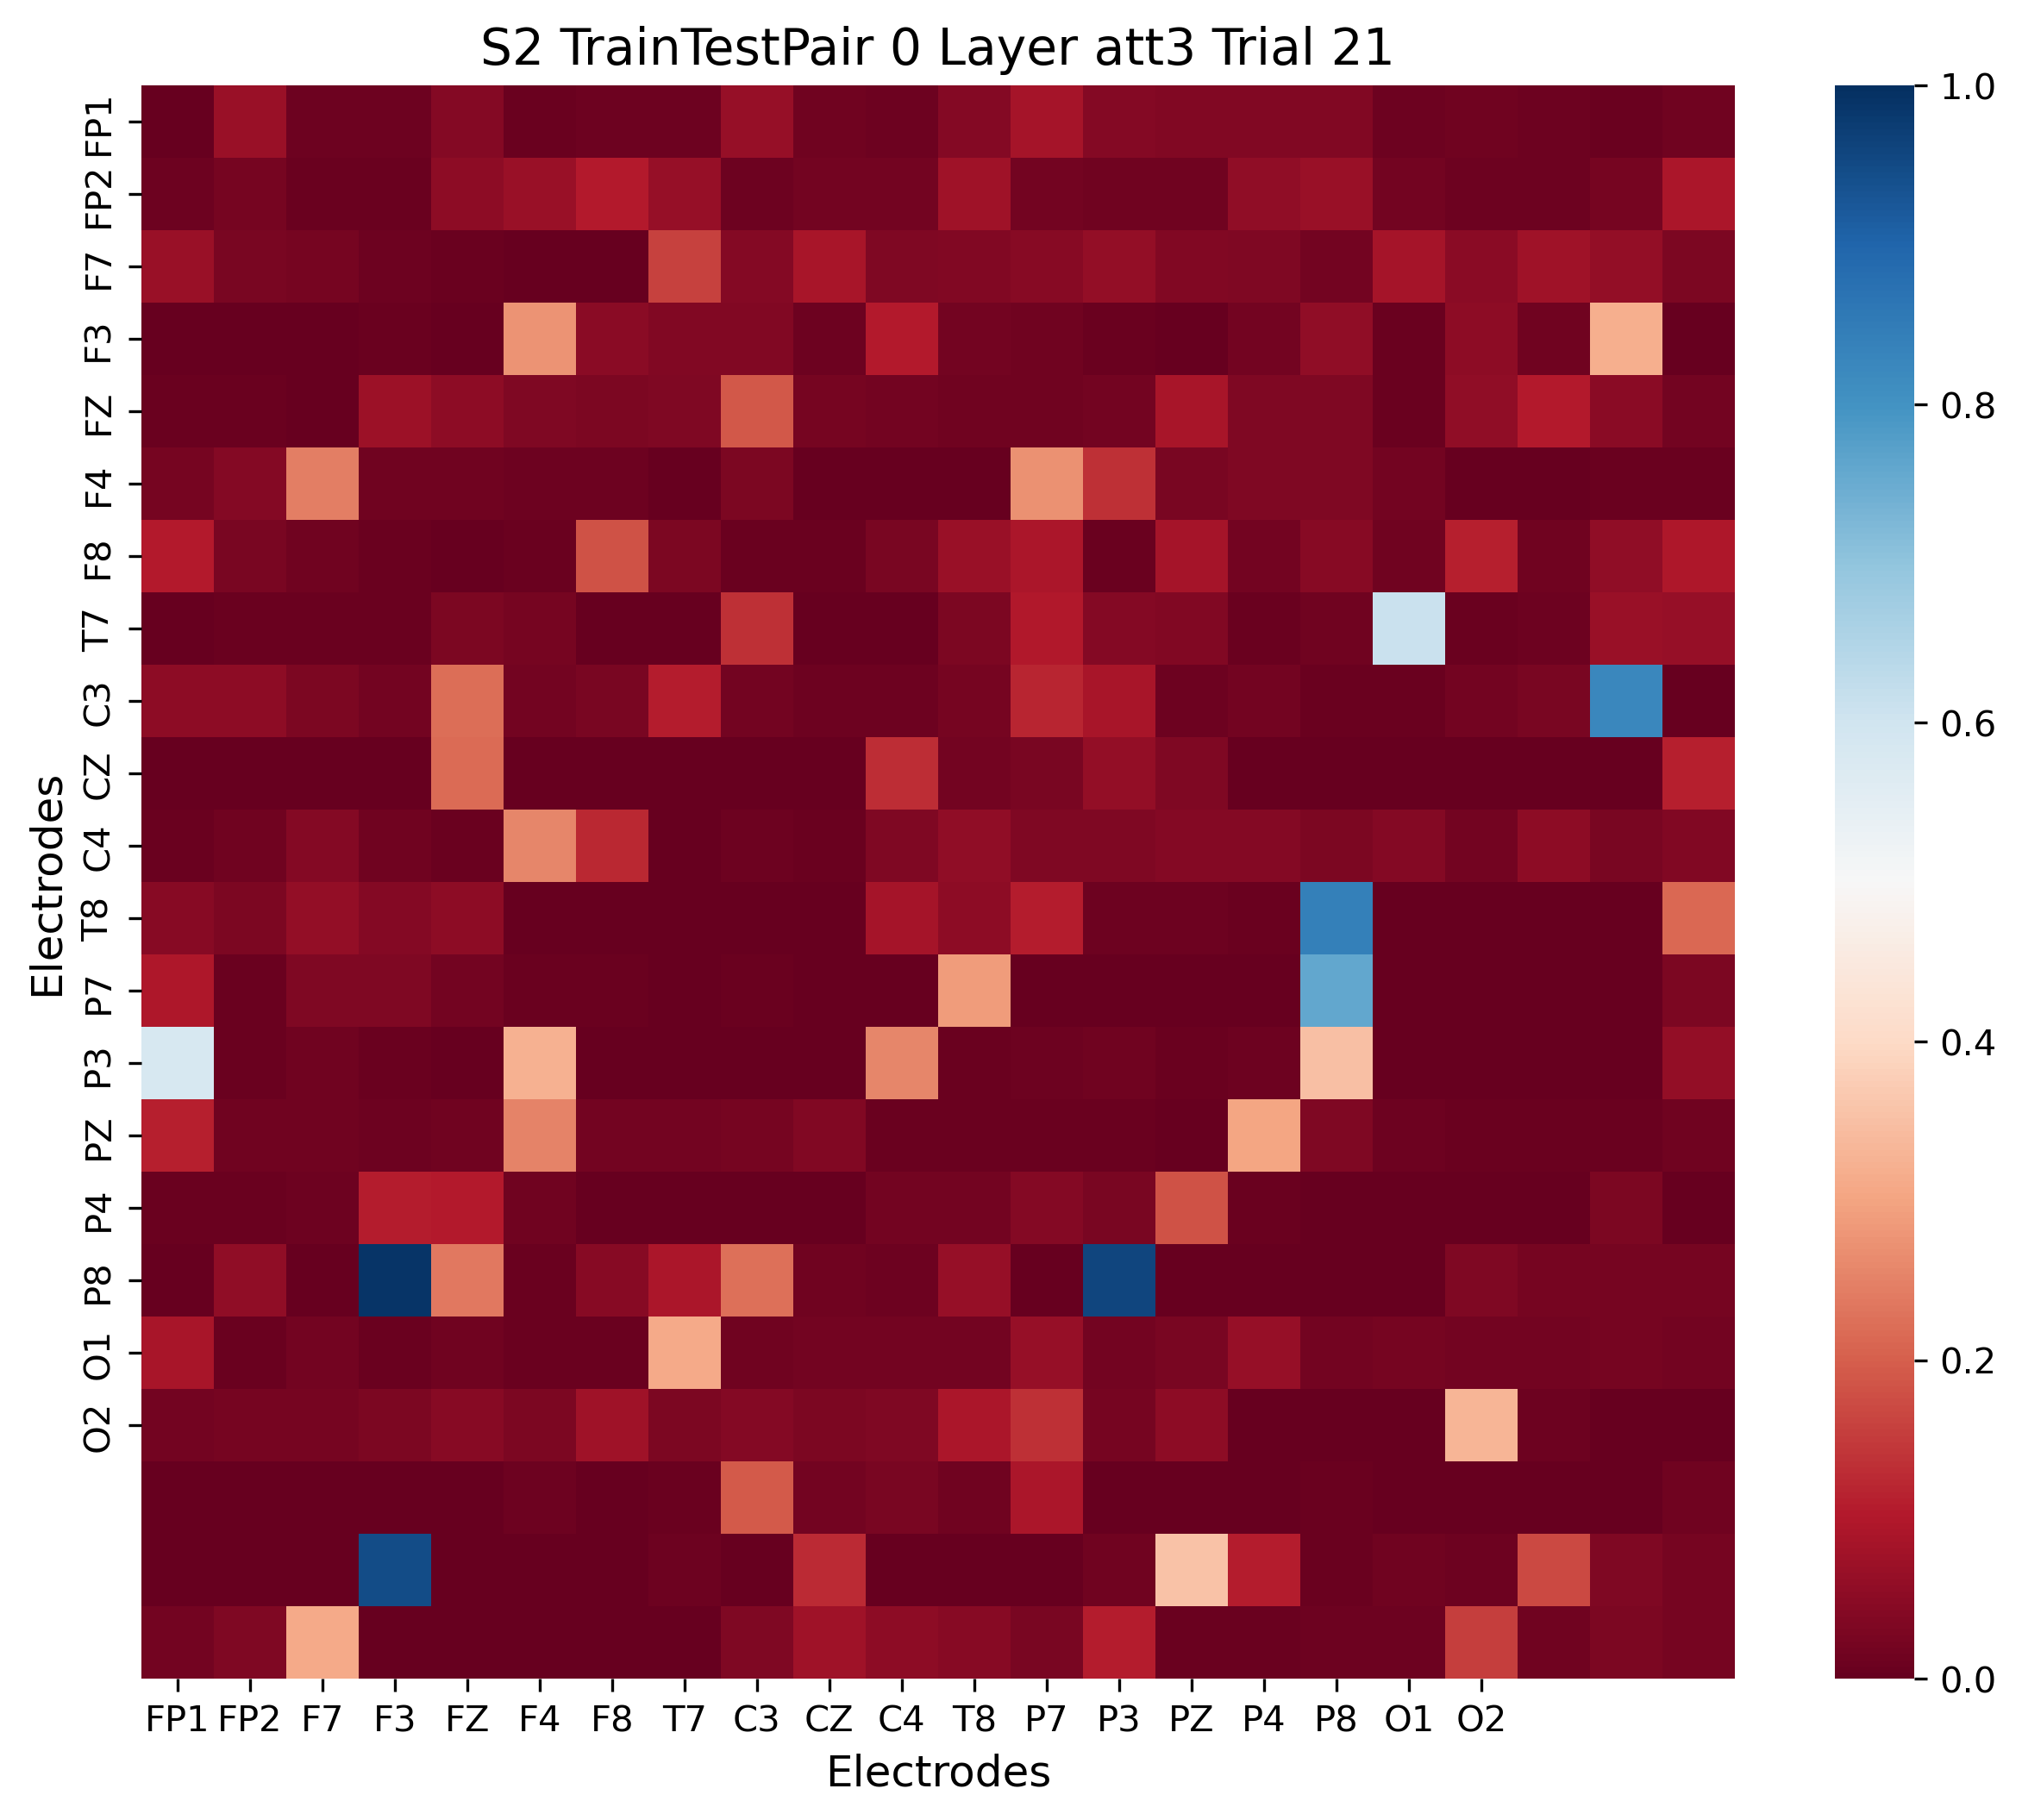 S2 TrainTestPair 0 Layer att3 Trial 21
Electrodes
FP1
FP2
F7
F3
FZ
F4
F8
T7
C3
CZ
C4
T8
P7
P3
PZ
P4
P8
O1
O2
FP1 FP2 F7 F3 FZ F4 F8 T7 C3 CZ C4 T8 P7 P3 PZ P4 P8 O1 O2
Electrodes
1.0
0.8
0.6
0.4
0.2
0.0